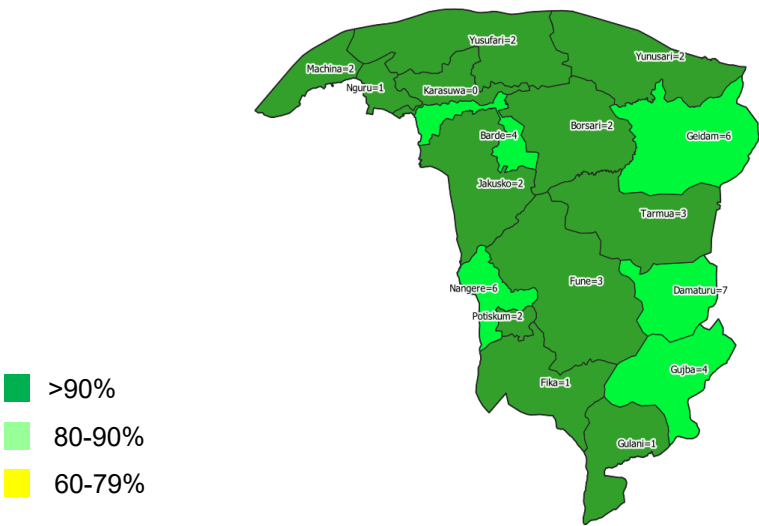 Yusufari=2
Yunusari=2
Machina=2
Nguru=1
Karasuwa=0
Borsari=2
Barde=4
Geidam=6
Jakusko=2
Tarmua=3
Fune=3
Nangere=6
Damaturu=7
Potiskum=2
Gujba=4
Fika=1
Gulani=1
>90%
80-90%
60-79%